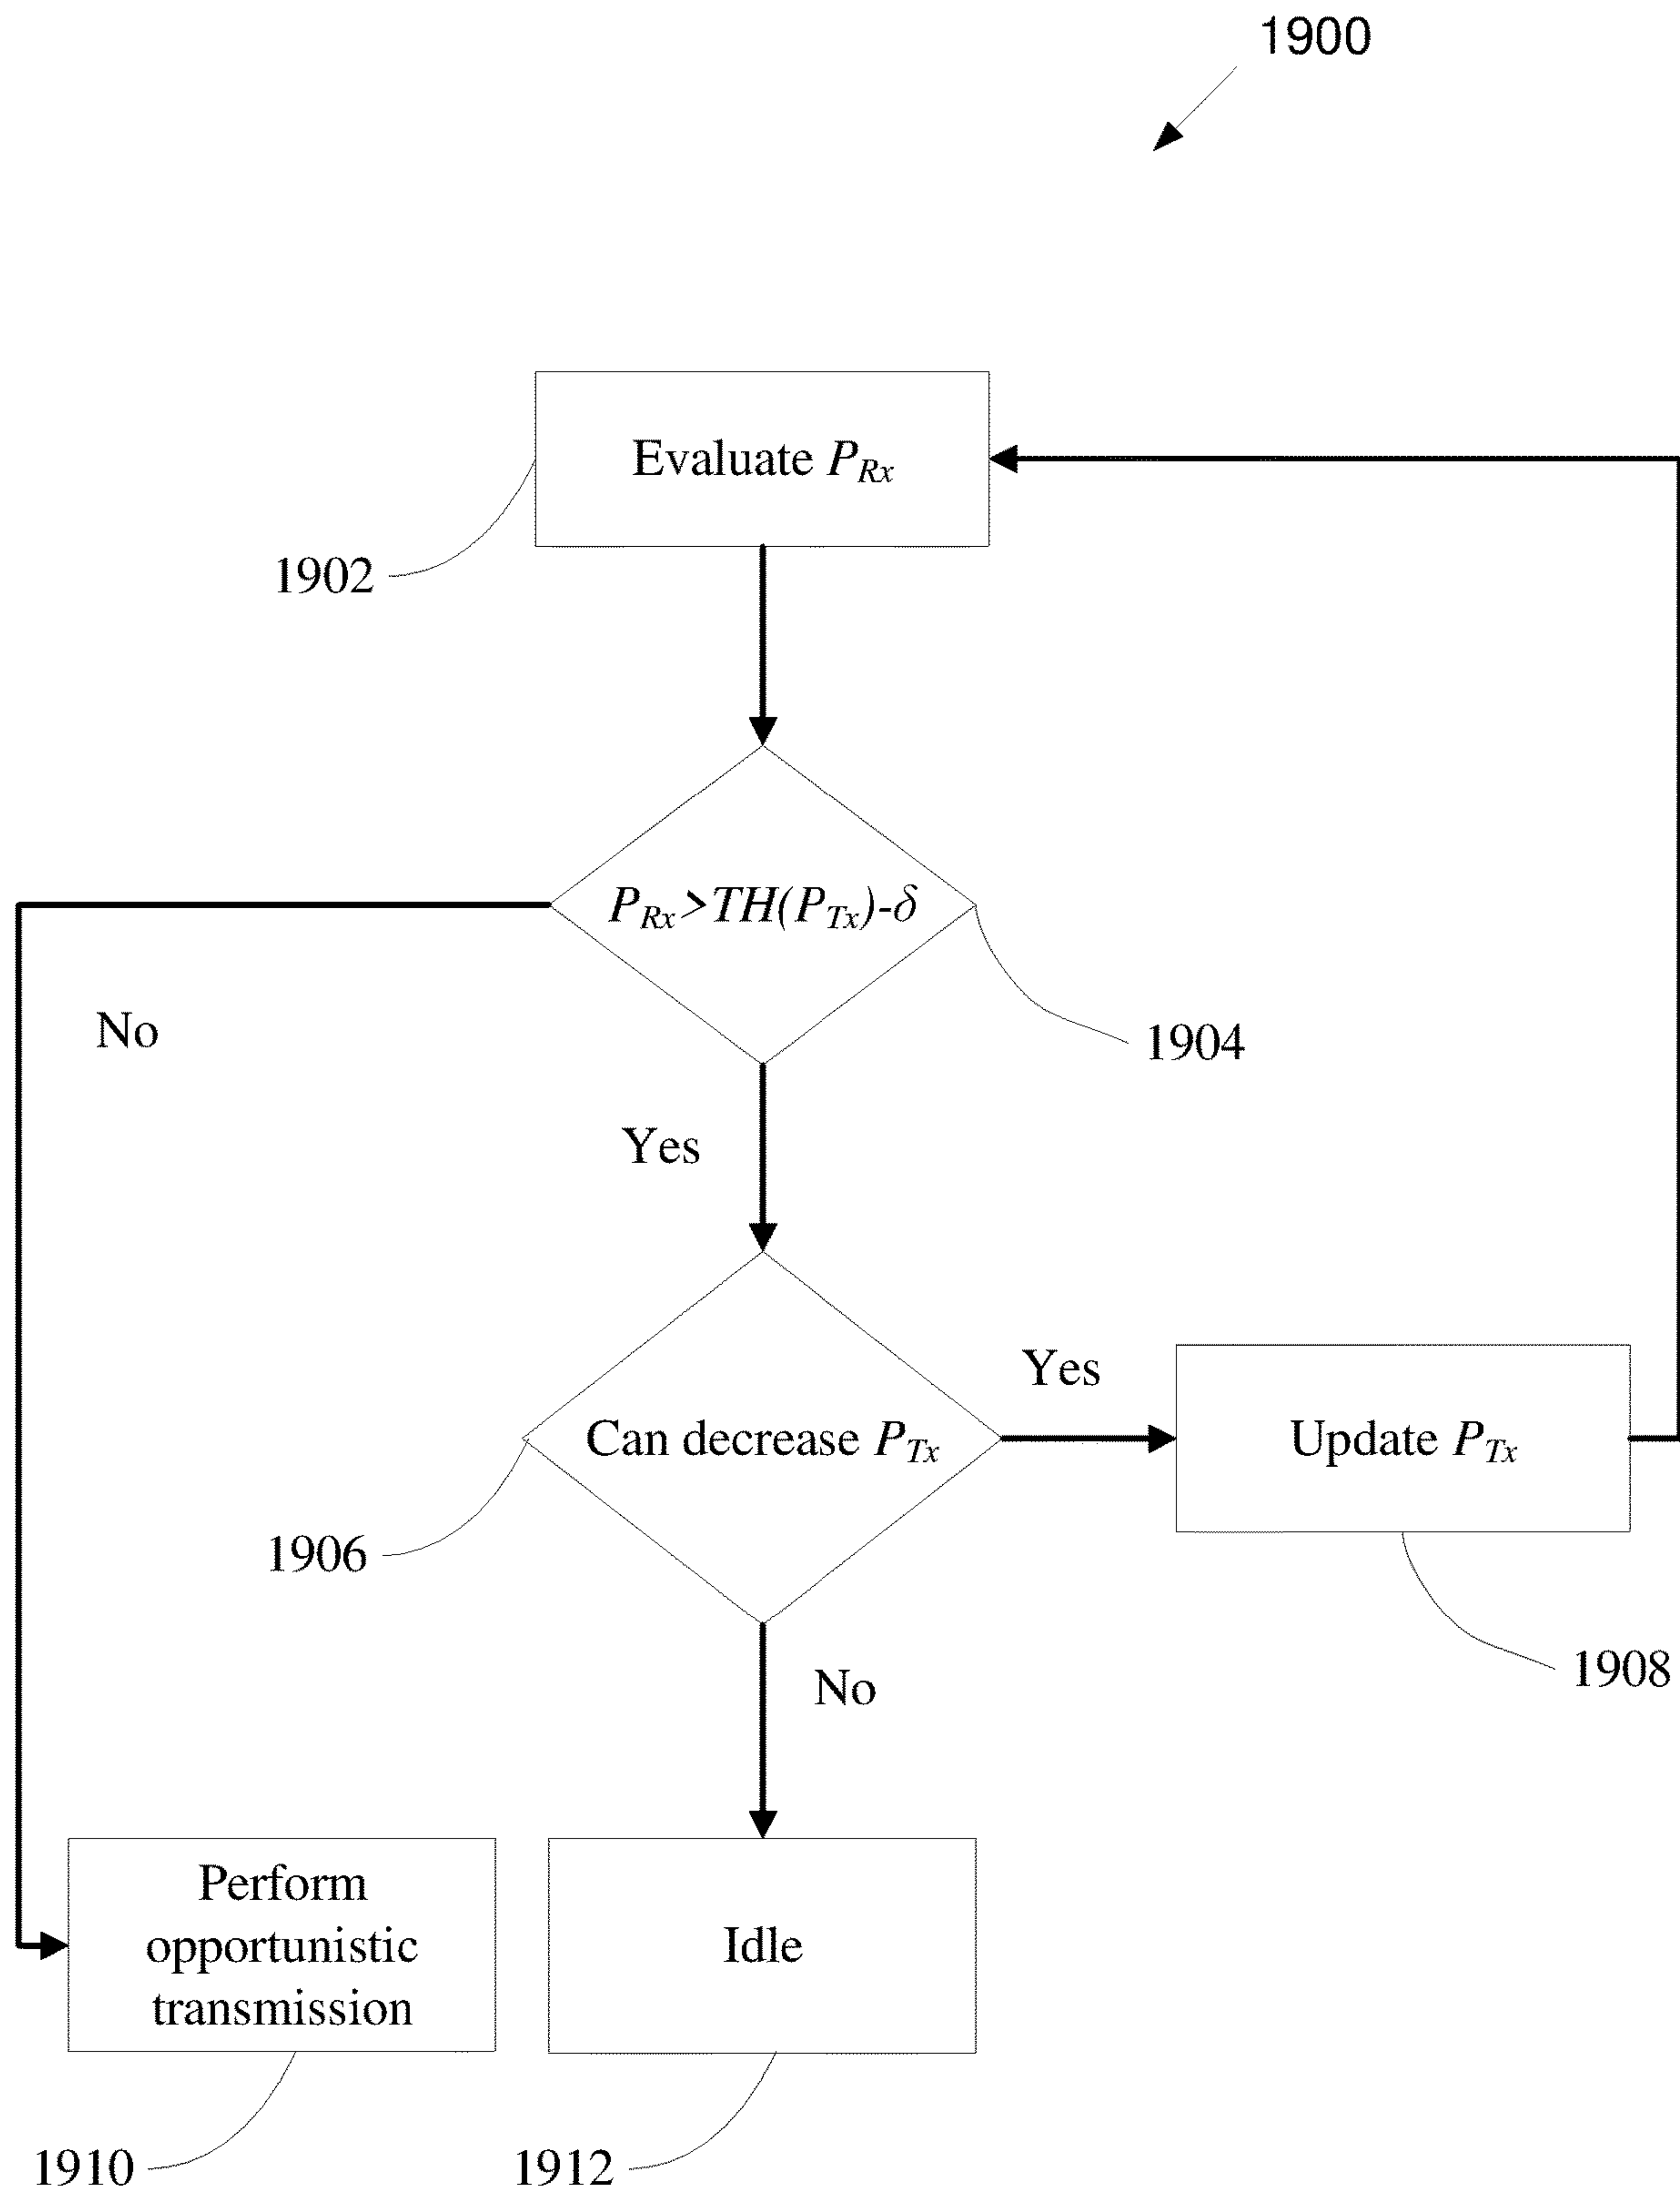 1900
Evaluate P_Rx
1902
P_Rx>TH(P_Tx)-δ
No
1904
Yes
Yes
Can decrease P_Tx
Update P_Tx
1906
No
1908
Perform
opportunistic
transmission
Idle
1910
1912